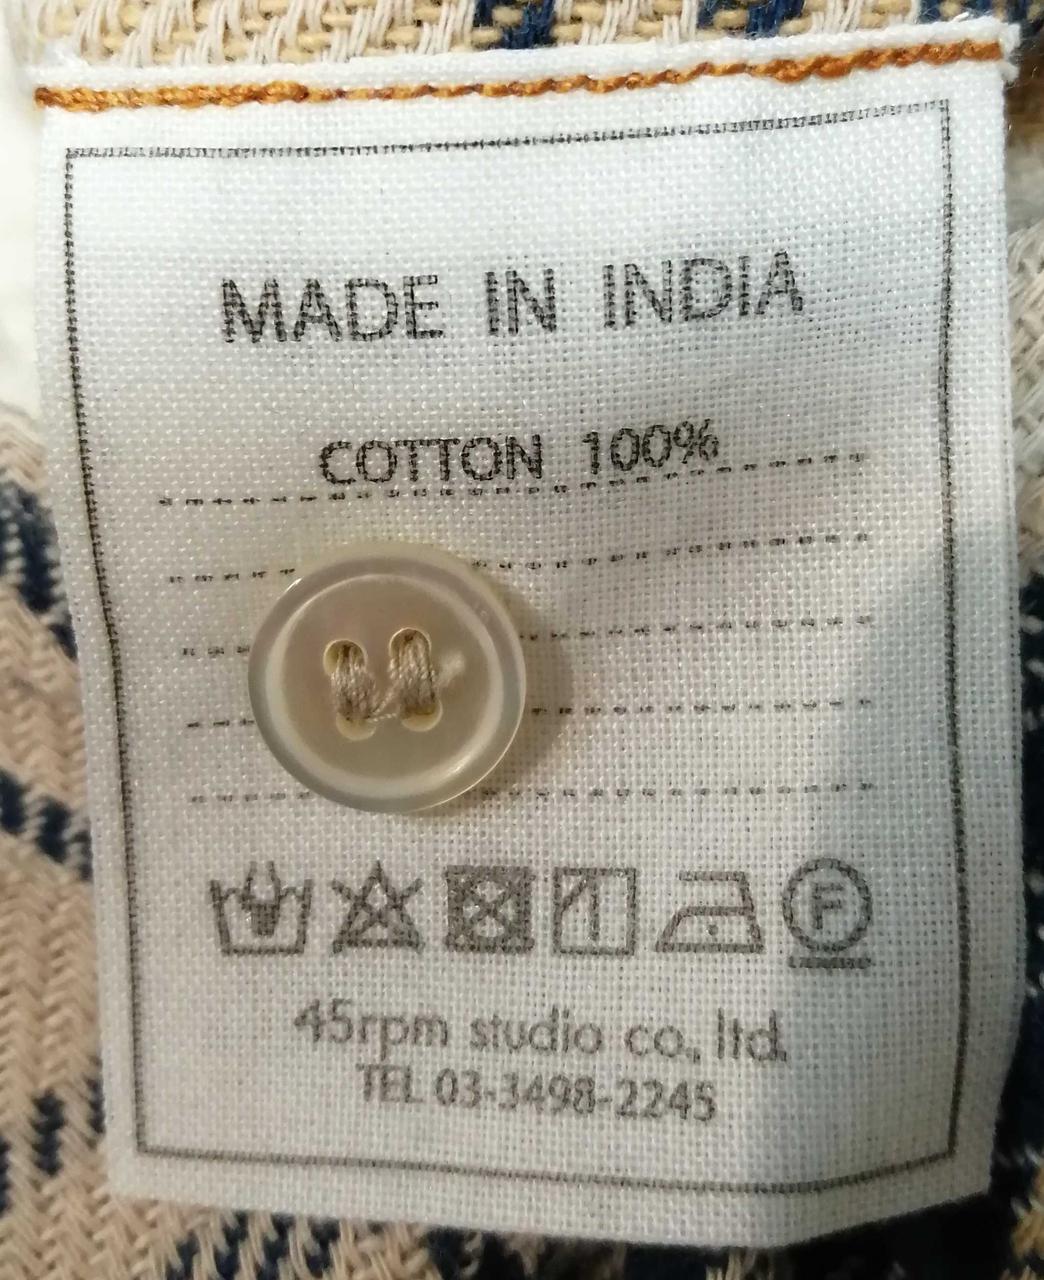 MADE IN INDIA
COTTON 100%
F
45rpm studio co., ltd.
TEL 03-3498-2245